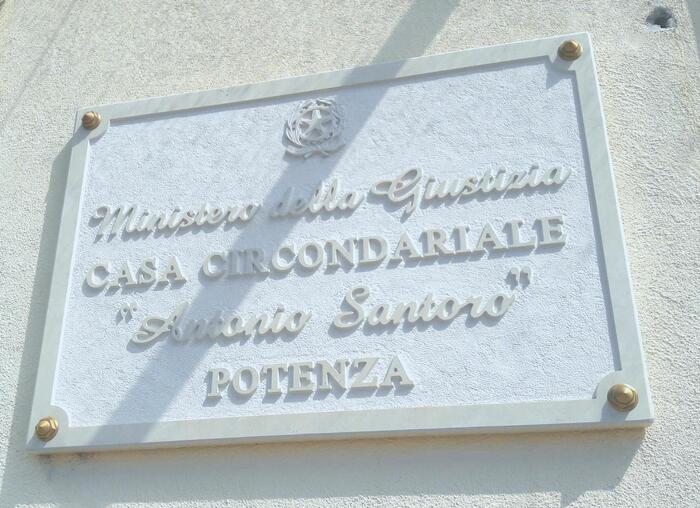 Ministero della Giustizia
CASA CIRCONDARIALE
"Antonio Santoro"
POTENZA